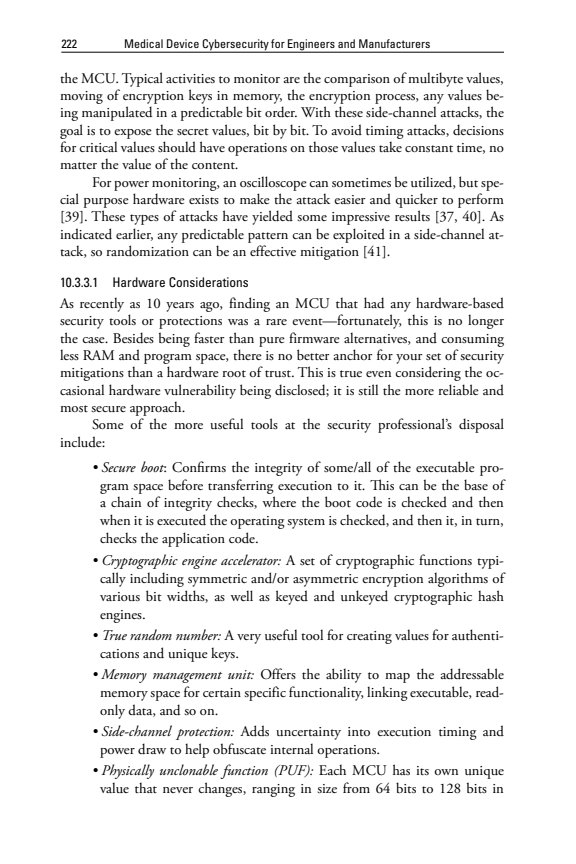 222 Medical Device Cybersecurity for Engineers and Manufacturers
the MCU. Typical activities to monitor are the comparison of multibyte values,
moving of encryption keys in memory, the encryption process, any values be-
ing manipulated in a predictable bit order. With these side-channel attacks, the
goal is to expose the secret values, bit by bit. To avoid timing attacks, decisions
for critical values should have operations on those values take constant time, no
matter the value of the content.
For power monitoring, an oscilloscope can sometimes be utilized, but spe-
cial purpose hardware exists to make the attack easier and quicker to perform
[39]. These types of attacks have yielded some impressive results [37, 40]. As
indicated earlier, any predictable pattern can be exploited in a side-channel at-
tack, so randomization can be an effective mitigation [41].
10.3.3.1 Hardware Considerations
As recently as 10 years ago, finding an MCU that had any hardware-based
security tools or protections was a rare event—fortunately, this is no longer
the case. Besides being faster than pure firmware alternatives, and consuming
less RAM and program space, there is no better anchor for your set of security
mitigations than a hardware root of trust. This is true even considering the oc-
casional hardware vulnerability being disclosed; it is still the more reliable and
most secure approach.
Some of the more useful tools at the security professional's disposal
include:
• Secure boot: Confirms the integrity of some/all of the executable pro-
gram space before transferring execution to it. This can be the base of
a chain of integrity checks, where the boot code is checked and then
when it is executed the operating system is checked, and then it, in turn,
checks the application code.
• Cryptographic engine accelerator: A set of cryptographic functions typi-
cally including symmetric and/or asymmetric encryption algorithms of
various bit widths, as well as keyed and unkeyed cryptographic hash
engines.
• True random number: A very useful tool for creating values for authenti-
cations and unique keys.
• Memory management unit: Offers the ability to map the addressable
memory space for certain specific functionality, linking executable, read-
only data, and so on.
• Side-channel protection: Adds uncertainty into execution timing and
power draw to help obfuscate internal operations.
• Physically unclonable function (PUF): Each MCU has its own unique
value that never changes, ranging in size from 64 bits to 128 bits in